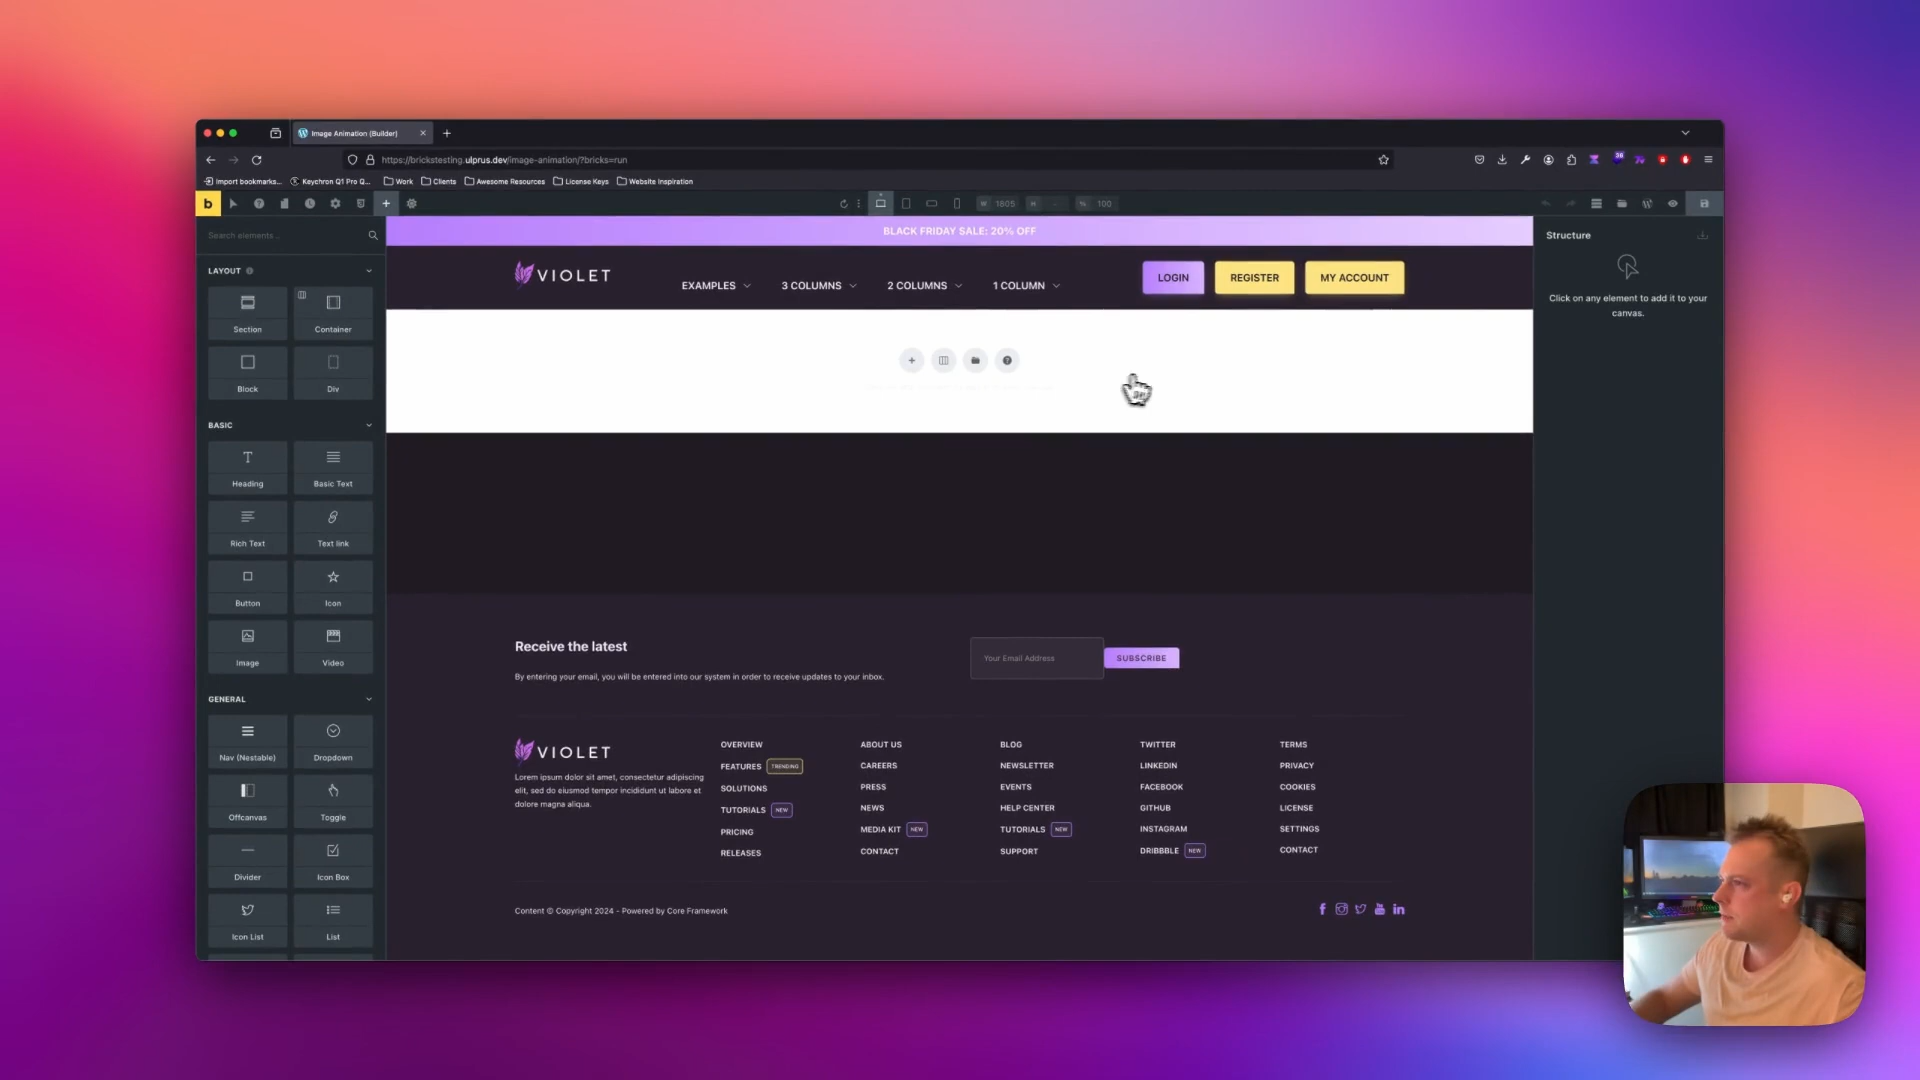 Image Animation (Builder)
https://brickstesting.ulprus.dev/image-animation/?bricks=run
38
Import bookmarks...
Keychron Q1 Pro Q...
Work
Clients
Awesome Resources
License Keys
Website Inspiration
b
W 1805
H -
% 100
Search elements...
LAYOUT
Section
Container
Block
Div
BASIC
Heading
Basic Text
Rich Text
Text link
Button
Icon
Image
Video
GENERAL
Nav (Nestable)
Dropdown
Offcanvas
Toggle
Divider
Icon Box
Icon List
List
BLACK FRIDAY SALE: 20% OFF
VIOLET
EXAMPLES
3 COLUMNS
2 COLUMNS
1 COLUMN
LOGIN
REGISTER
MY ACCOUNT
Receive the latest
By entering your email, you will be entered into our system in order to receive updates to your inbox.
Your Email Address
SUBSCRIBE
VIOLET
Lorem ipsum dolor sit amet, consectetur adipiscing
elit, sed do eiusmod tempor incididunt ut labore et
dolore magna aliqua.
OVERVIEW
FEATURES TRENDING
SOLUTIONS
TUTORIALS NEW
PRICING
RELEASES
ABOUT US
CAREERS
PRESS
NEWS
MEDIA KIT NEW
CONTACT
BLOG
NEWSLETTER
EVENTS
HELP CENTER
TUTORIALS NEW
SUPPORT
TWITTER
LINKEDIN
FACEBOOK
GITHUB
INSTAGRAM
DRIBBBLE NEW
TERMS
PRIVACY
COOKIES
LICENSE
SETTINGS
CONTACT
Content © Copyright 2024 - Powered by Core Framework
Structure
Click on any element to add it to your
canvas.